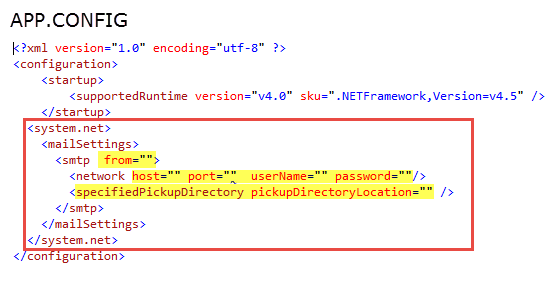 APP.CONFIG
<?xml version="1.0" encoding="utf-8" ?>
<configuration>
<startup>
<supportedRuntime version="v4.0" sku=".NETFramework,Version=v4.5" />
</startup>
<system.net>
<mailSettings>
<smtp from="">
<network host="" port="" userName="" password=""/>
<specifiedPickupDirectory pickupDirectoryLocation="" />
</smtp>
</mailSettings>
</system.net>
</configuration>